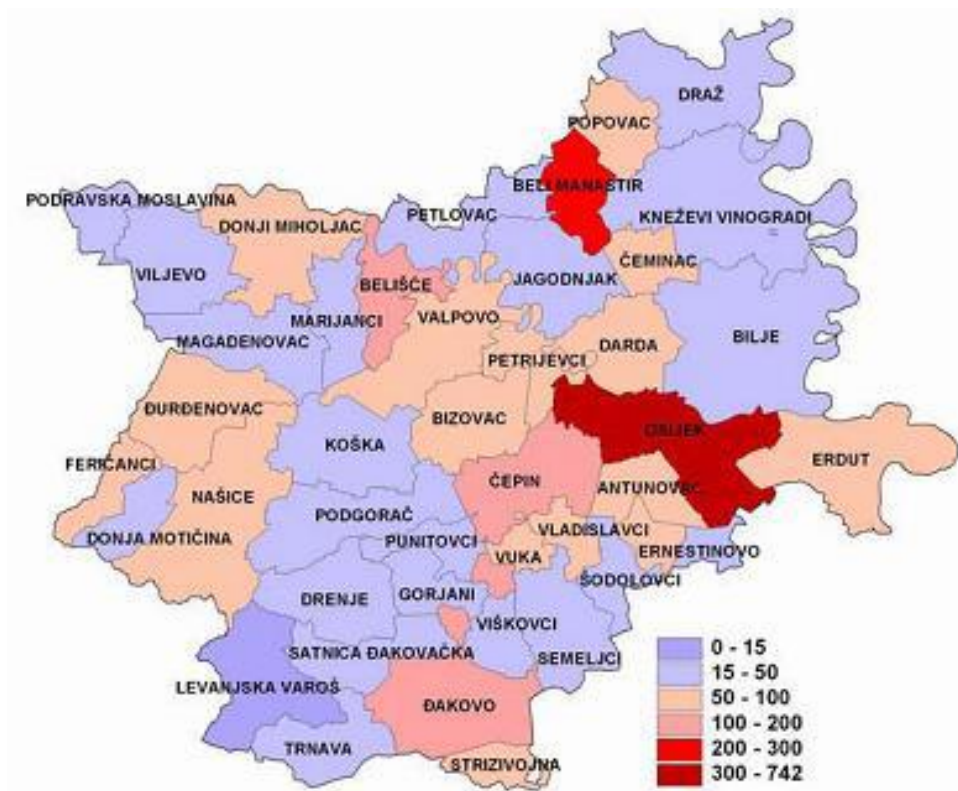 DRAŽ
POPOVAC
BELI MANASTIR
PODRAVSKA MOSLAVINA
PETLOVAC
KNEŽEVI VINOGRADI
DONJI MIHOLJAC
ČEMINAC
VILJEVO
BELIŠĆE
JAGODNJAK
MARIJANCI
VALPOVO
MAGADENOVAC
BILJE
DARDA
PETRIJEVCI
ĐURĐENOVAC
BIZOVAC
OSIJEK
KOŠKA
ERDUT
FERIČANCI
NAŠICE
ČEPIN
ANTUNOVAC
PODGORAČ
VLADISLAVCI
DONJA MOTIČINA
PUNITOVCI
VUKA
ERNESTINOVO
ŠODOLOVCI
DRENJE
GORJANI
VIŠKOVCI
SATNICA ĐAKOVAČKA
SEMELJCI
LEVANJSKA VAROŠ
ĐAKOVO
TRNAVA
STRIZIVOJNA
0 - 15
15 - 50
50 - 100
100 - 200
200 - 300
300 - 742